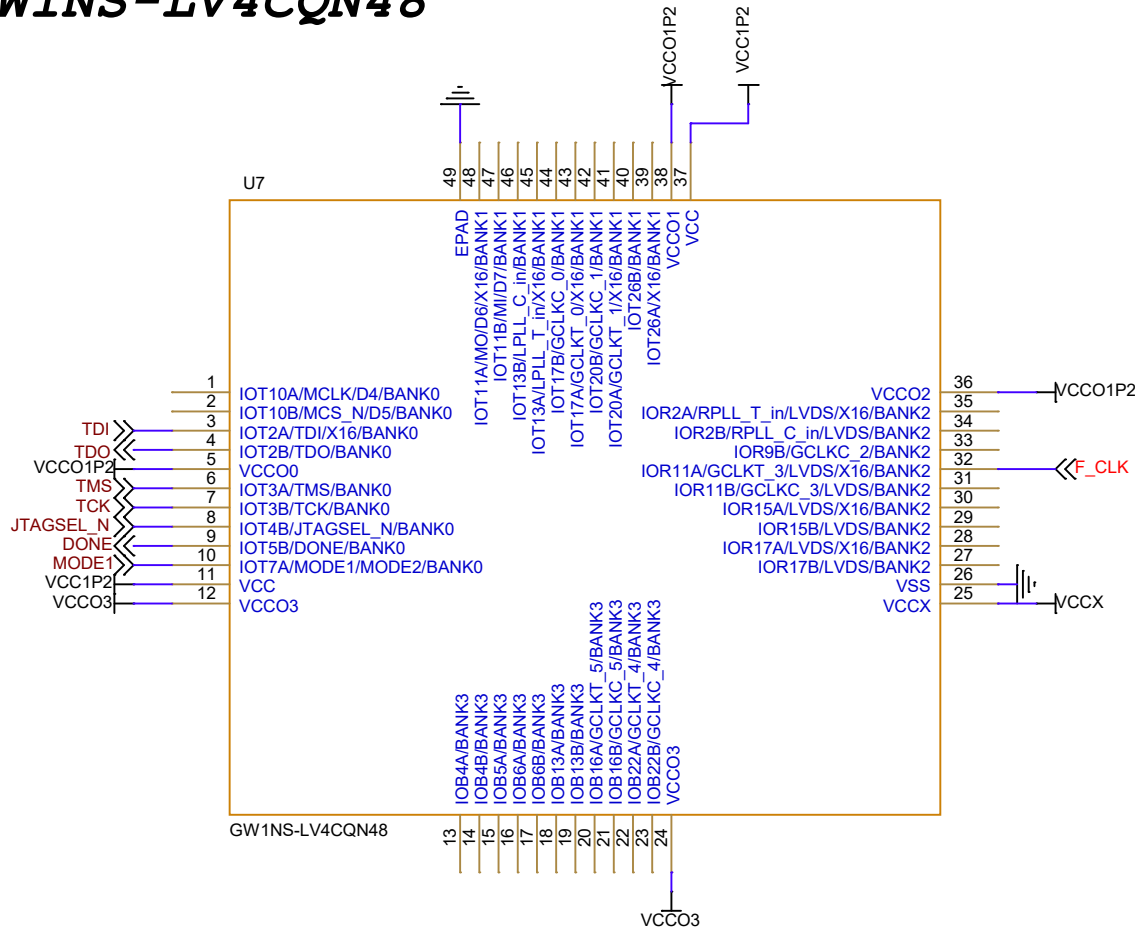 W1NS-LV4CQN48
VCCO1P2
VCC1P2
U7
49
48
47
46
45
44
43
42
41
40
39
38
37
EPAD
IOT11A/MO/D6/X16/BANK1
IOT11B/MI/D7/BANK1
IOT13B/LPLL_C_in/BANK1
IOT13A/LPLL_T_in/X16/BANK1
IOT17B/GCLKC_0/BANK1
IOT17A/GCLKT_0/X16/BANK1
IOT20B/GCLKC_1/BANK1
IOT20A/GCLKT_1/X16/BANK1
IOT26B/BANK1
IOT26A/X16/BANK1
VCCO1
VCC
1 IOT10A/MCLK/D4/BANK0
2 IOT10B/MCS_N/D5/BANK0
TDI 3 IOT2A/TDI/X16/BANK0
TDO 4 IOT2B/TDO/BANK0
VCCO1P2 5 VCCO0
TMS 6 IOT3A/TMS/BANK0
TCK 7 IOT3B/TCK/BANK0
JTAGSEL_N 8 IOT4B/JTAGSEL_N/BANK0
DONE 9 IOT5B/DONE/BANK0
MODE1 10 IOT7A/MODE1/MODE2/BANK0
VCC1P2 11 VCC
VCCO3 12 VCCO3
VCCO2 36 VCCO1P2
IOR2A/RPLL_T_in/LVDS/X16/BANK2 35
IOR2B/RPLL_C_in/LVDS/BANK2 34
IOR9B/GCLKC_2/BANK2 33
IOR11A/GCLKT_3/LVDS/X16/BANK2 32 F_CLK
IOR11B/GCLKC_3/LVDS/BANK2 31
IOR15A/LVDS/X16/BANK2 30
IOR15B/LVDS/BANK2 29
IOR17A/LVDS/X16/BANK2 28
IOR17B/LVDS/BANK2 27
VSS 26
VCCX 25 VCCX
IOB4A/BANK3
IOB4B/BANK3
IOB5A/BANK3
IOB6A/BANK3
IOB6B/BANK3
IOB13A/BANK3
IOB13B/BANK3
IOB16A/GCLKT_5/BANK3
IOB16B/GCLKC_5/BANK3
IOB22A/GCLKT_4/BANK3
IOB22B/GCLKC_4/BANK3
VCCO3
GW1NS-LV4CQN48
13
14
15
16
17
18
19
20
21
22
23
24
VCCO3